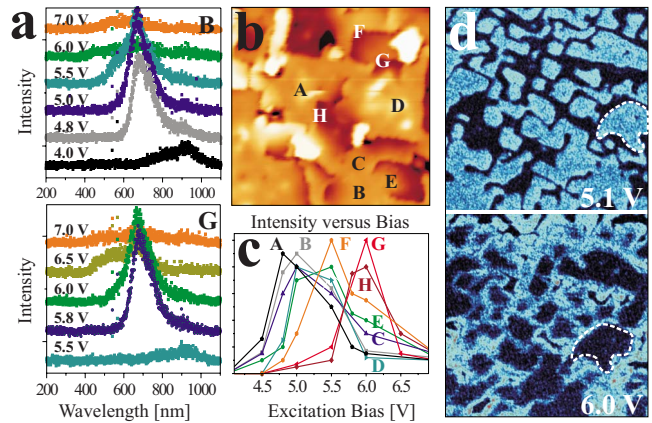 a
B
7.0 V
6.0 V
5.5 V
5.0 V
4.8 V
4.0 V
Intensity
200 400 600 800 1000
G
7.0 V
6.5 V
6.0 V
5.8 V
5.5 V
Intensity
200 400 600 800 1000
Wavelength [nm]
b
F
G
A
D
H
C
E
B
Intensity versus Bias
c
A B F G
H
E
C
D
4.5 5.0 5.5 6.0 6.5
Excitation Bias [V]
d
5.1 V
6.0 V